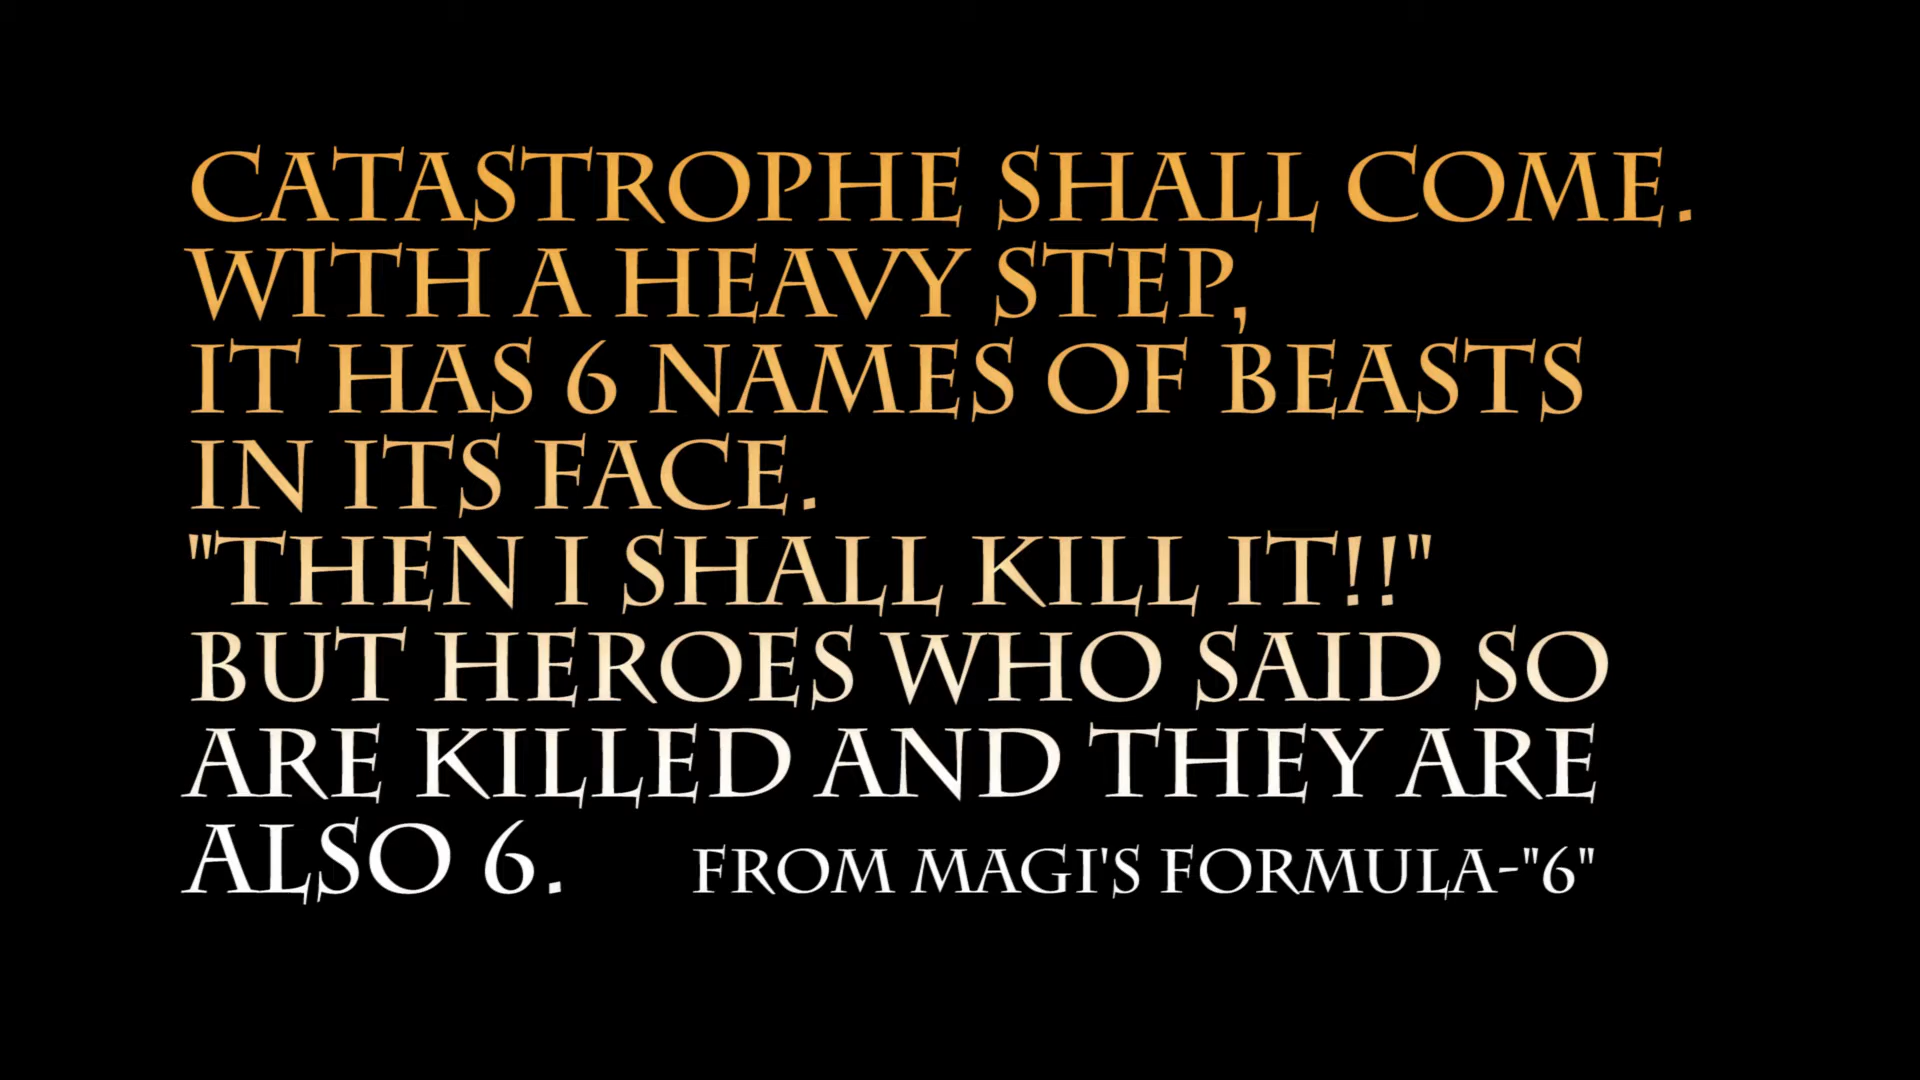 CATASTROPHE SHALL COME.
WITH A HEAVY STEP,
IT HAS 6 NAMES OF BEASTS
IN ITS FACE.
"THEN I SHALL KILL IT!!"
BUT HEROES WHO SAID SO
ARE KILLED AND THEY ARE
ALSO 6. FROM MAGI'S FORMULA-"6"